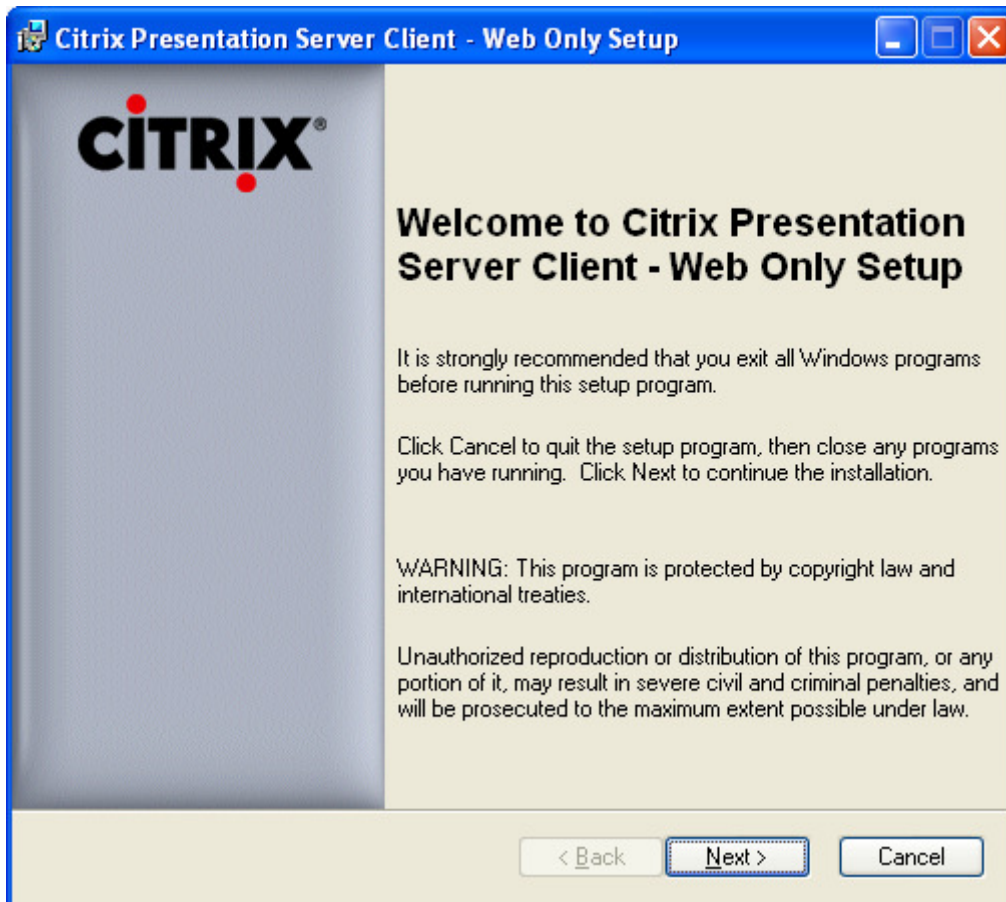 Citrix Presentation Server Client - Web Only Setup
CiTRIX®
Welcome to Citrix Presentation
Server Client - Web Only Setup
It is strongly recommended that you exit all Windows programs
before running this setup program.
Click Cancel to quit the setup program, then close any programs
you have running.  Click Next to continue the installation.
WARNING: This program is protected by copyright law and
international treaties.
Unauthorized reproduction or distribution of this program, or any
portion of it, may result in severe civil and criminal penalties, and
will be prosecuted to the maximum extent possible under law.
< Back
Next >
Cancel